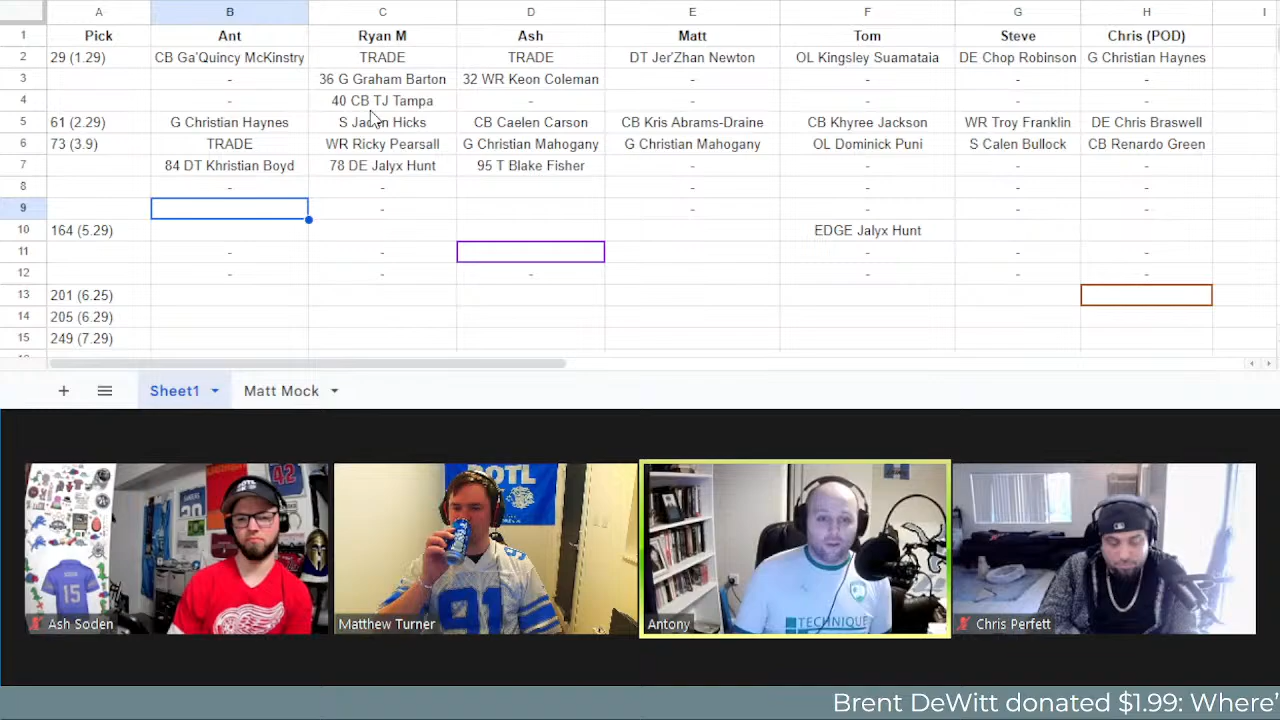 A B C D E F G H I
1 Pick Ant Ryan M Ash Matt Tom Steve Chris (POD)
2 29 (1.29) CB Ga'Quincy McKinstry TRADE TRADE DT Jer'Zhan Newton OL Kingsley Suamataia DE Chop Robinson G Christian Haynes
3 - 36 G Graham Barton 32 WR Keon Coleman - - - -
4 - 40 CB TJ Tampa - - - - -
5 61 (2.29) G Christian Haynes S Jaden Hicks CB Caelen Carson CB Kris Abrams-Draine CB Khyree Jackson WR Troy Franklin DE Chris Braswell
6 73 (3.9) TRADE WR Ricky Pearsall G Christian Mahogany G Christian Mahogany OL Dominick Puni S Calen Bullock CB Renardo Green
7 84 DT Khristian Boyd 78 DE Jalyx Hunt 95 T Blake Fisher - - - -
8 - - - - - -
9 - - - - -
10 164 (5.29) EDGE Jalyx Hunt
11 - - - - -
12 - - - - - -
13 201 (6.25)
14 205 (6.29)
15 249 (7.29)
+ Sheet1 Matt Mock
42
SANDERS
20
15
Ash Soden
POTL
91
Matthew Turner
TECHNIQUE
Antony
Chris Perfett
Brent DeWitt donated $1.99: Where'